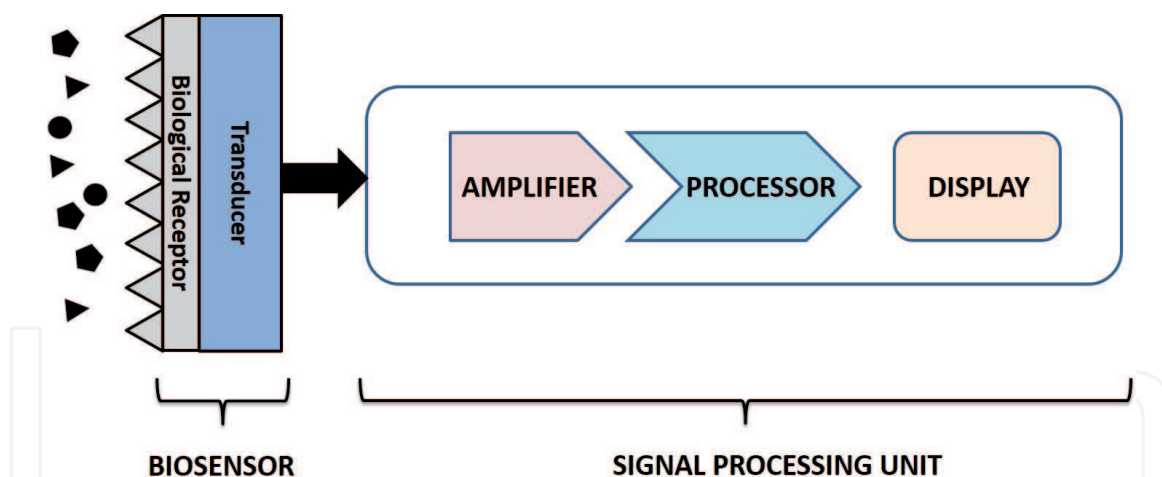 Biological Receptor
Transducer
AMPLIFIER
PROCESSOR
DISPLAY
BIOSENSOR
SIGNAL PROCESSING UNIT